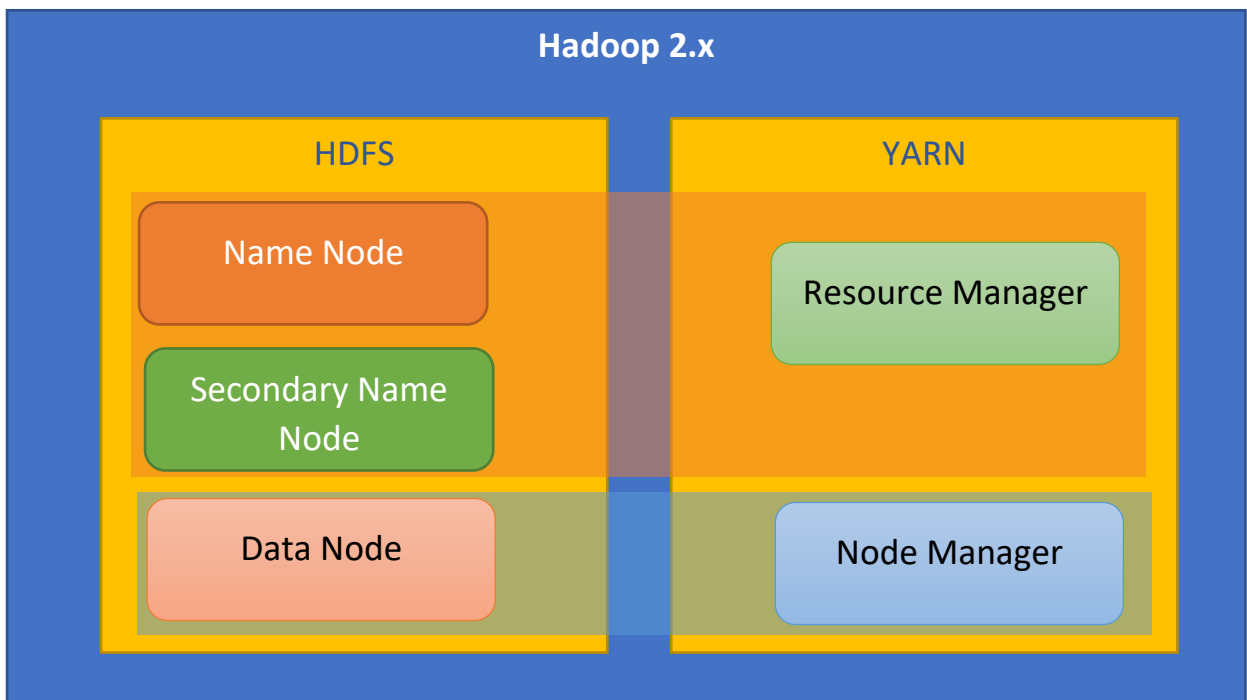 Hadoop 2.x
HDFS
YARN
Name Node
Resource Manager
Secondary Name
Node
Data Node
Node Manager